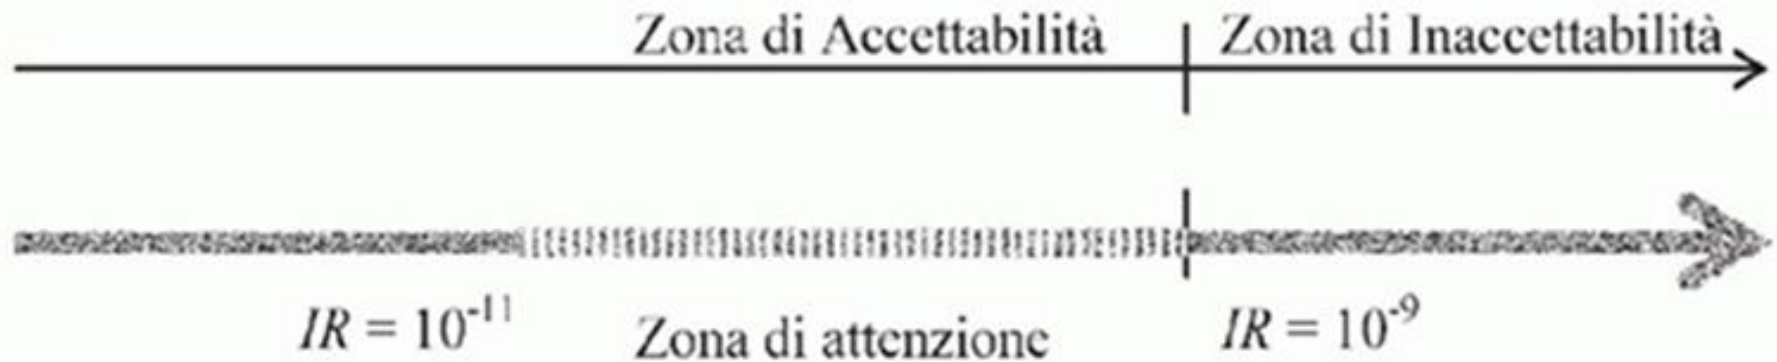 Zona di Accettabilità Zona di Inaccettabilità
IR = 10⁻¹¹ Zona di attenzione IR = 10⁻⁹